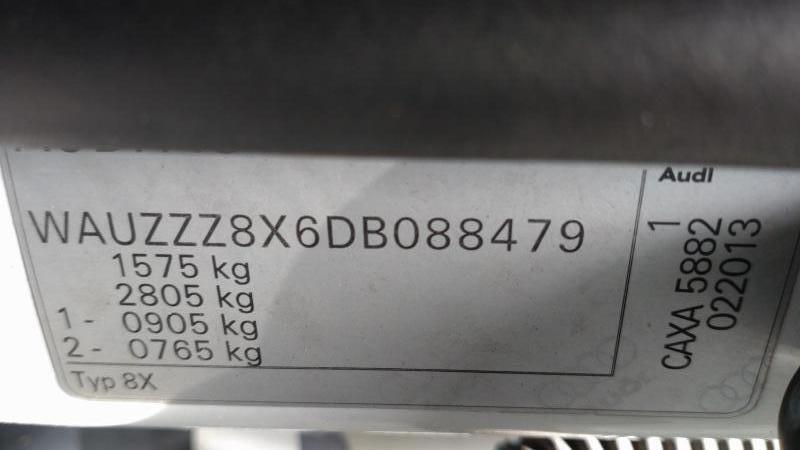 WAUZZZ8X6DB088479
1575 kg
2805 kg
1 - 0905 kg
2 - 0765 kg
Typ 8X
Audi
1
CAXA 5882
022013